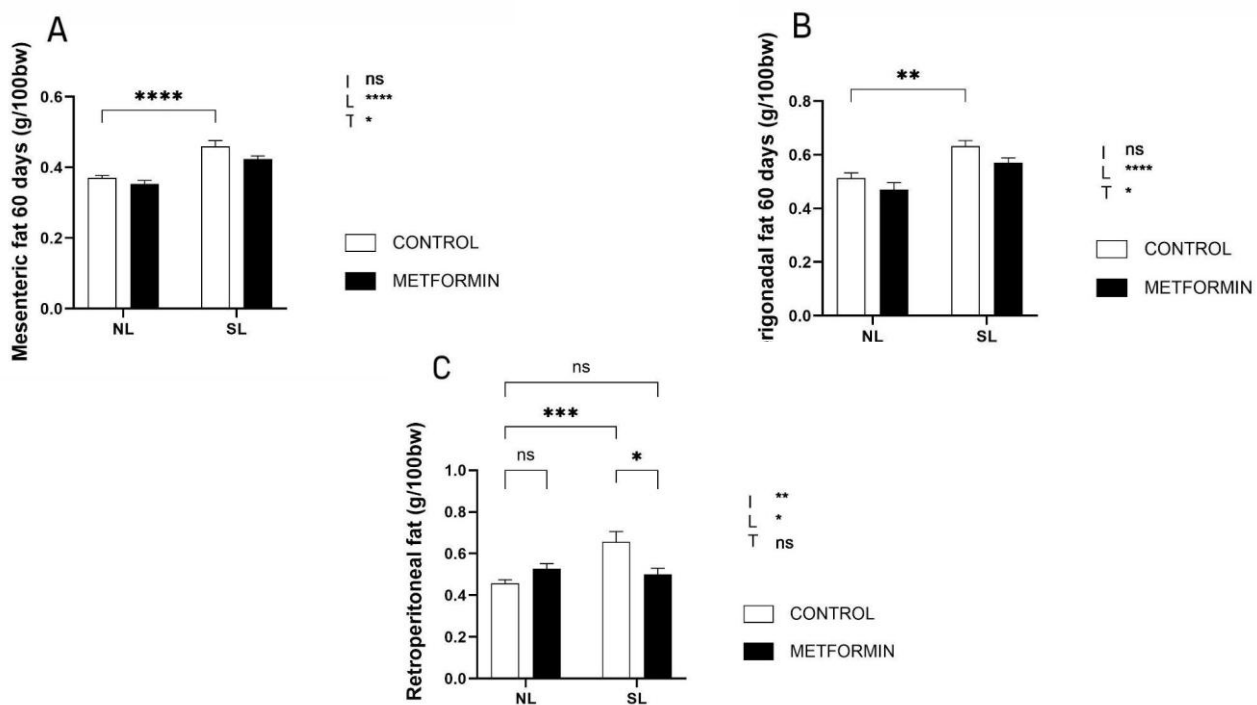 A
Mesenteric fat 60 days (g/100bw)
0.6
0.4
0.2
0.0
****
NL
SL
I ns
L ****
T *
CONTROL
METFORMIN
B
rigonadal fat 60 days (g/100bw)
0.8
0.6
0.4
0.2
0.0
**
NL
SL
I ns
L ****
T *
CONTROL
METFORMIN
C
Retroperitoneal fat (g/100bw)
1.0
0.8
0.6
0.4
0.2
0.0
ns
***
ns
*
NL
SL
I **
L *
T ns
CONTROL
METFORMIN